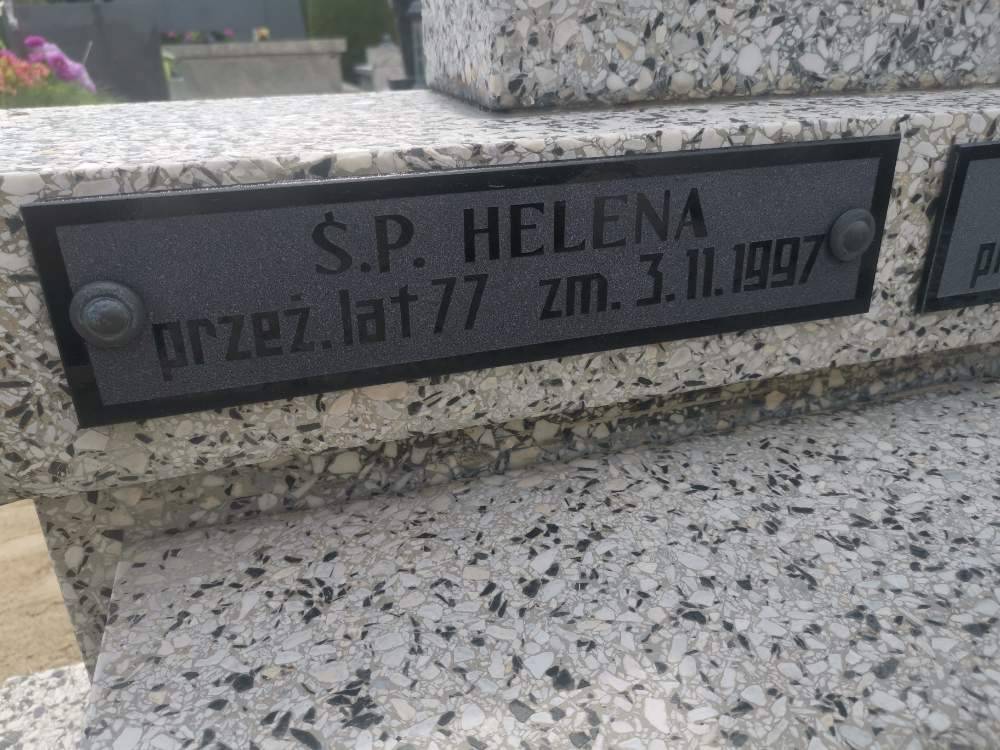 Ś.P. HELENA
przeż. lat 77 zm. 3.11.1997